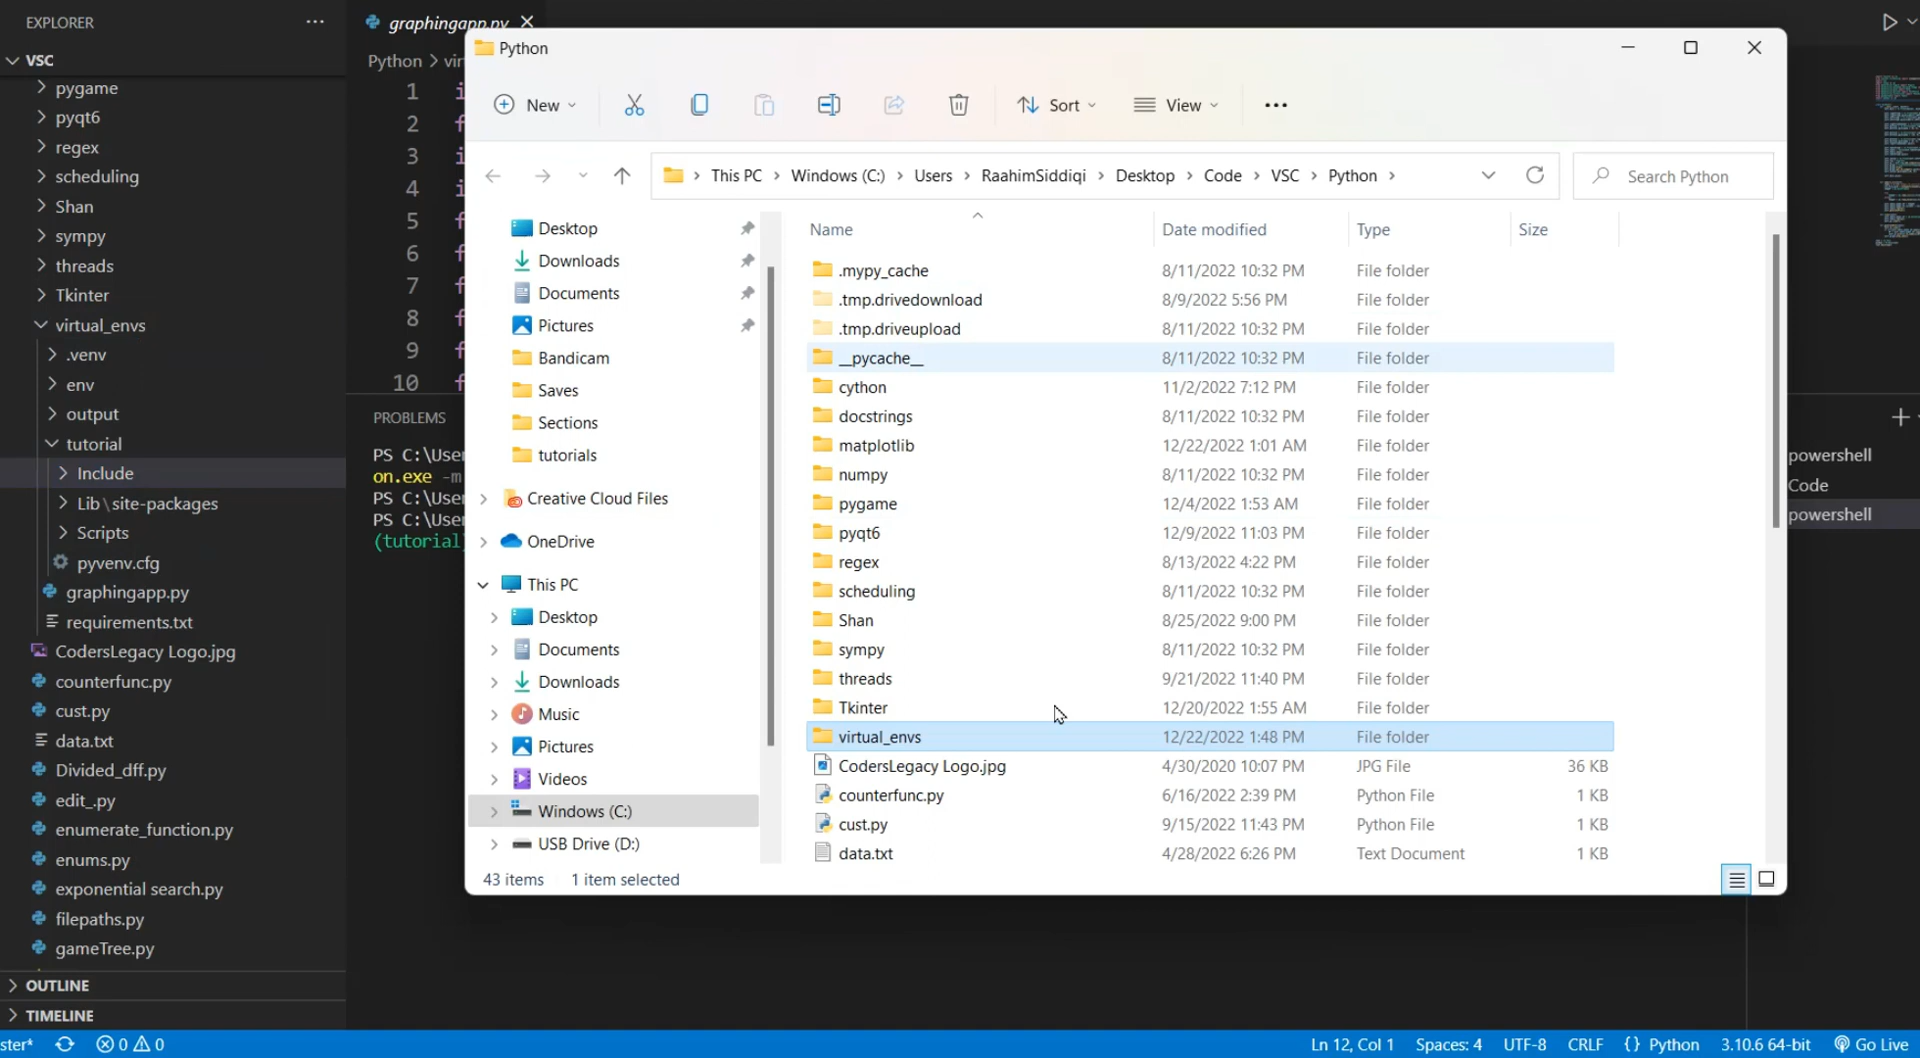 EXPLORER
VSC
pygame
pyqt6
regex
scheduling
Shan
sympy
threads
Tkinter
virtual_envs
.venv
env
output
tutorial
Include
Lib\site-packages
Scripts
pyvenv.cfg
graphingapp.py
requirements.txt
CodersLegacy Logo.jpg
counterfunc.py
cust.py
data.txt
Divided_dff.py
edit_.py
enumerate_function.py
enums.py
exponential search.py
filepaths.py
gameTree.py
OUTLINE
TIMELINE
graphingapp.py
Python > vir
1 i
2 f
3 i
4 i
5 f
6 f
7 f
8 f
9 f
10 f
PROBLEMS
PS C:\User
on.exe -m
PS C:\User
PS C:\User
(tutorial)
Python
New
Sort
View
This PC > Windows (C:) > Users > RaahimSiddiqi > Desktop > Code > VSC > Python >
Search Python
Desktop
Downloads
Documents
Pictures
Bandicam
Saves
Sections
tutorials
Creative Cloud Files
OneDrive
This PC
Desktop
Documents
Downloads
Music
Pictures
Videos
Windows (C:)
USB Drive (D:)
Name Date modified Type Size
.mypy_cache 8/11/2022 10:32 PM File folder
.tmp.drivedownload 8/9/2022 5:56 PM File folder
.tmp.driveupload 8/11/2022 10:32 PM File folder
__pycache__ 8/11/2022 10:32 PM File folder
cython 11/2/2022 7:12 PM File folder
docstrings 8/11/2022 10:32 PM File folder
matplotlib 12/22/2022 1:01 AM File folder
numpy 8/11/2022 10:32 PM File folder
pygame 12/4/2022 1:53 AM File folder
pyqt6 12/9/2022 11:03 PM File folder
regex 8/13/2022 4:22 PM File folder
scheduling 8/11/2022 10:32 PM File folder
Shan 8/25/2022 9:00 PM File folder
sympy 8/11/2022 10:32 PM File folder
threads 9/21/2022 11:40 PM File folder
Tkinter 12/20/2022 1:55 AM File folder
virtual_envs 12/22/2022 1:48 PM File folder
CodersLegacy Logo.jpg 4/30/2020 10:07 PM JPG File 36 KB
counterfunc.py 6/16/2022 2:39 PM Python File 1 KB
cust.py 9/15/2022 11:43 PM Python File 1 KB
data.txt 4/28/2022 6:26 PM Text Document 1 KB
43 items 1 item selected
powershell
Code
powershell
ster* 0 0 Ln 12, Col 1 Spaces: 4 UTF-8 CRLF {} Python 3.10.6 64-bit Go Live